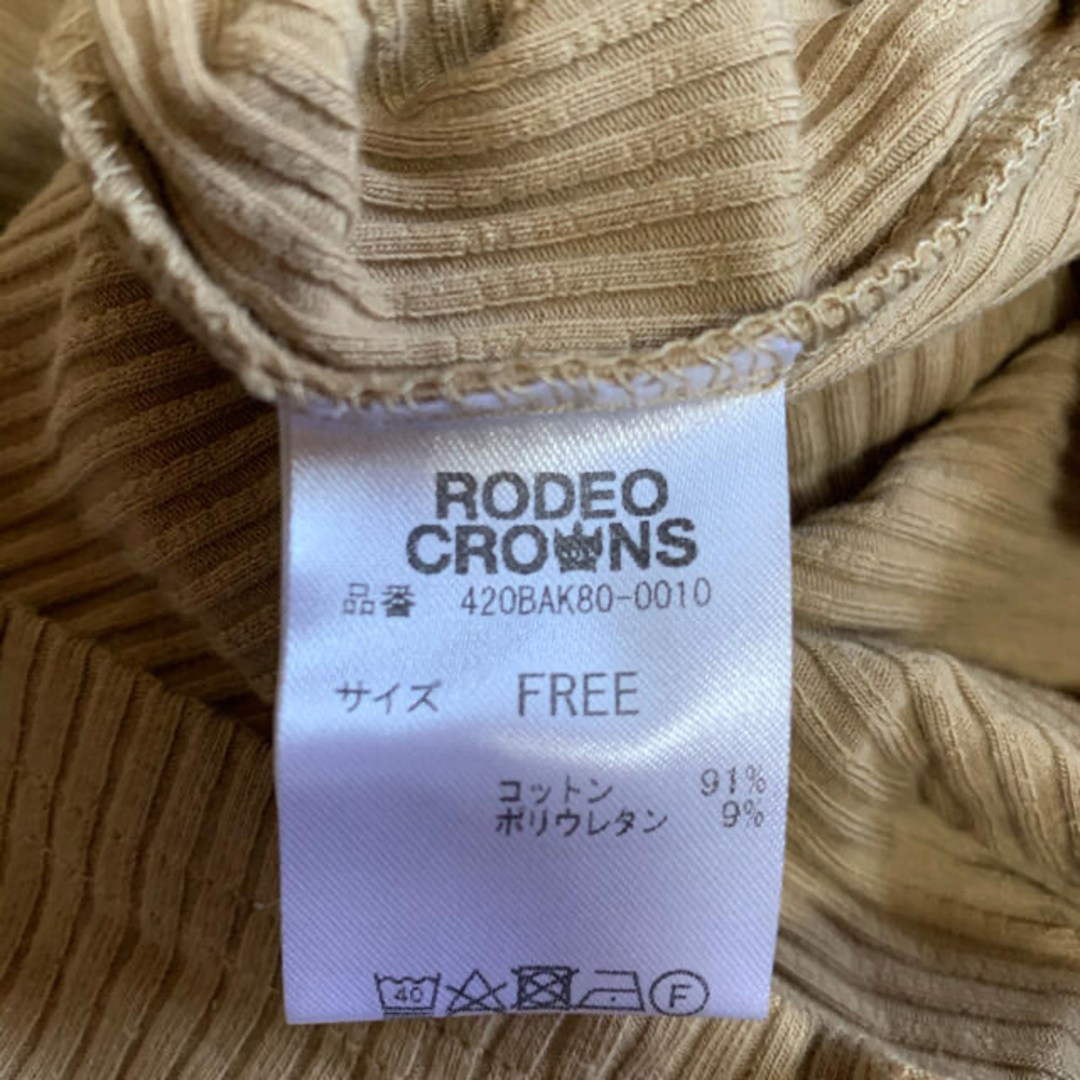 RODEO
CROWNS
品番 420BAK80-0010
サイズ FREE
コットン 91%
ポリウレタン 9%
40 F